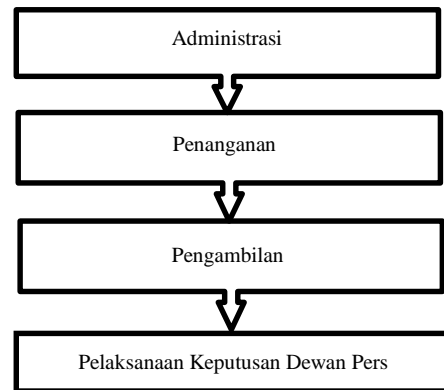 Administrasi
Penanganan
Pengambilan
Pelaksanaan Keputusan Dewan Pers